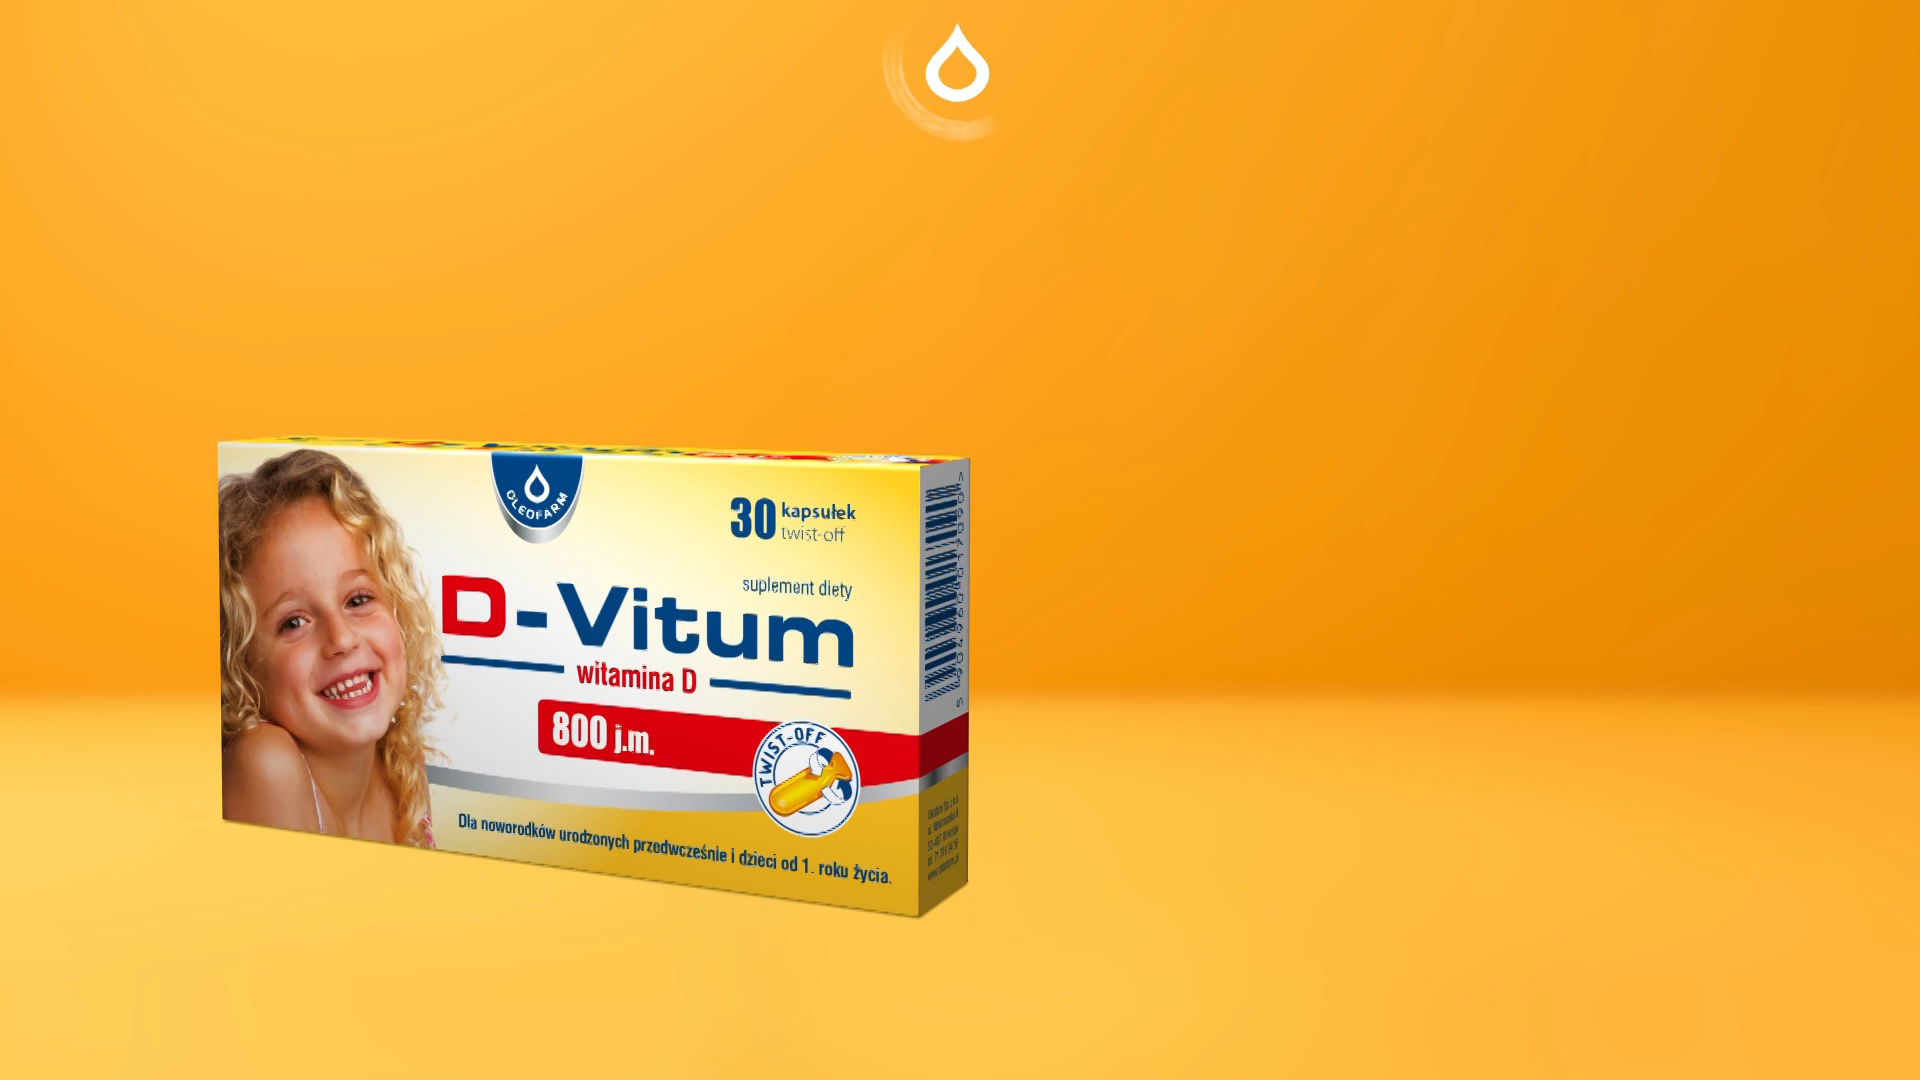 OLEOFARM
30 kapsułek
twist-off
suplement diety
D-Vitum
witamina D
800 j.m.
TWIST-OFF
Dla noworodków urodzonych przedwcześnie i dzieci od 1. roku życia.